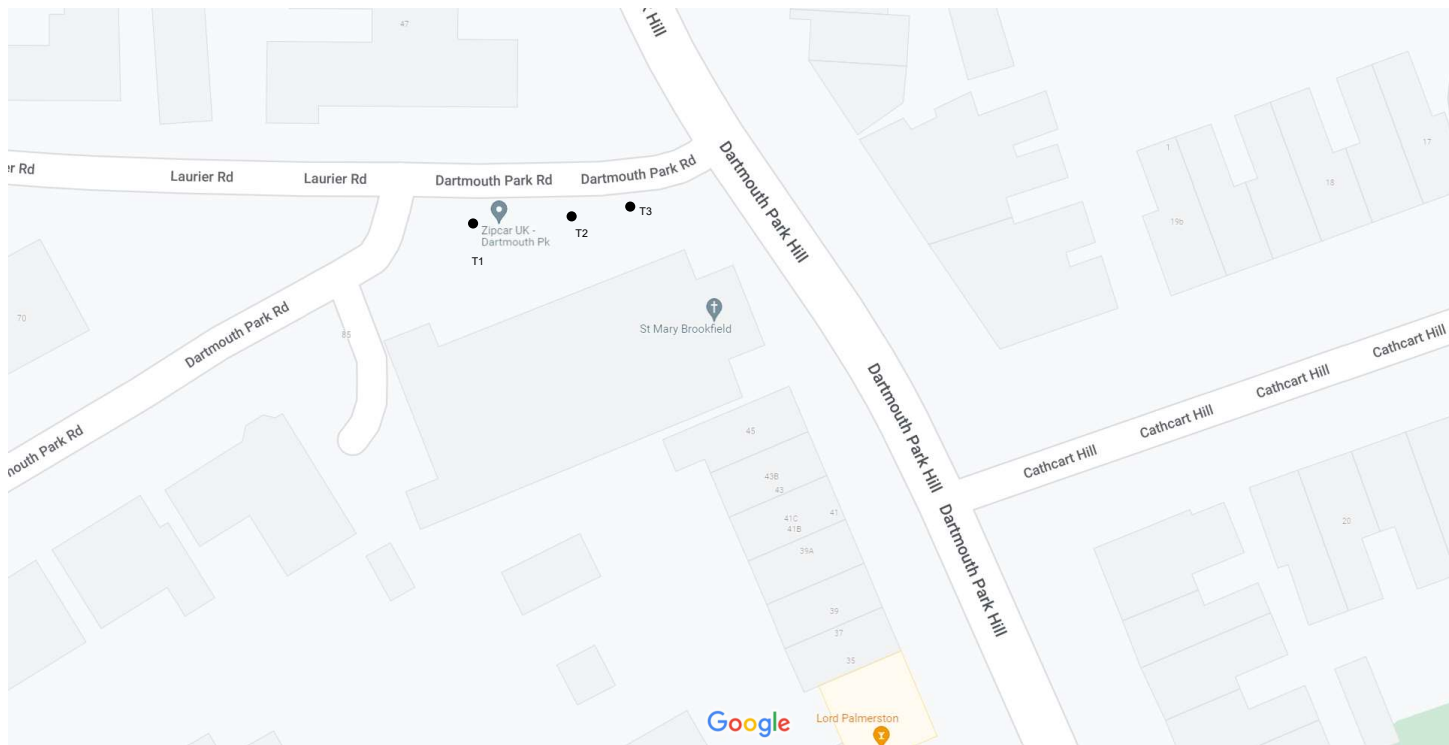 47
Hill
er Rd
Laurier Rd
Laurier Rd
Dartmouth Park Rd
Dartmouth Park Rd
Dartmouth Park Hill
1
17
18
19b
T3
T2
T1
Zipcar UK -
Dartmouth Pk
70
85
Dartmouth Park Rd
St Mary Brookfield
Dartmouth Park Hill
Cathcart Hill
Cathcart Hill
Cathcart Hill
Cathcart Hill
mouth Park Rd
45
43B
43
41C
41
41B
39A
39
37
35
20
Dartmouth Park Hill
Google
Lord Palmerston